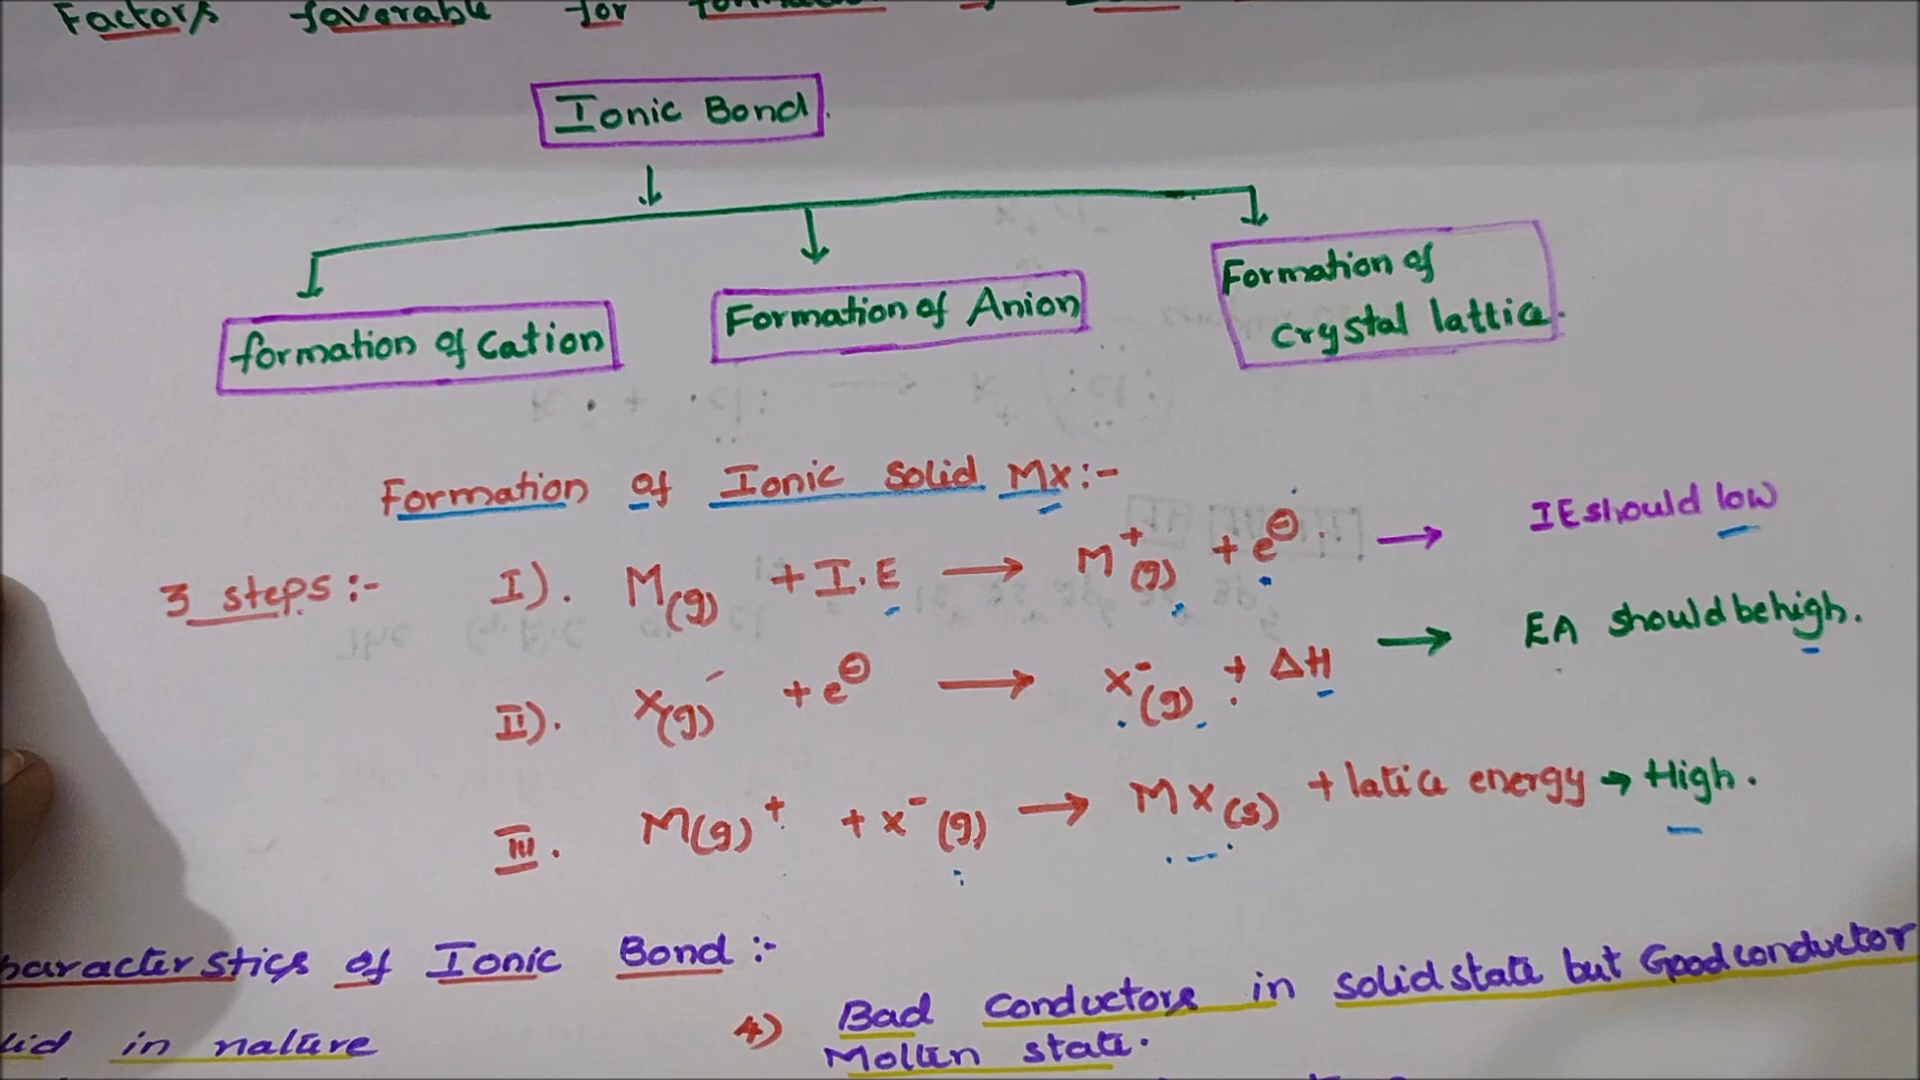 Factors favorable for
Ionic Bond.
formation of Cation
Formation of Anion
Formation of
crystal lattice.
Formation of Ionic Solid MX:-
3 steps :- I). M(g) + I.E → M⁺(g) + e⊖. → IE should low
II). X(g)⁻ + e⊖ → X⁻(g) + ΔH → EA should be high.
III. M(g)⁺ + X⁻(g) → MX(s) + latice energy → High.
haracterstics of Ionic Bond :-
lid in nature
4) Bad conductors in solid state but Good conductor
Molten state.